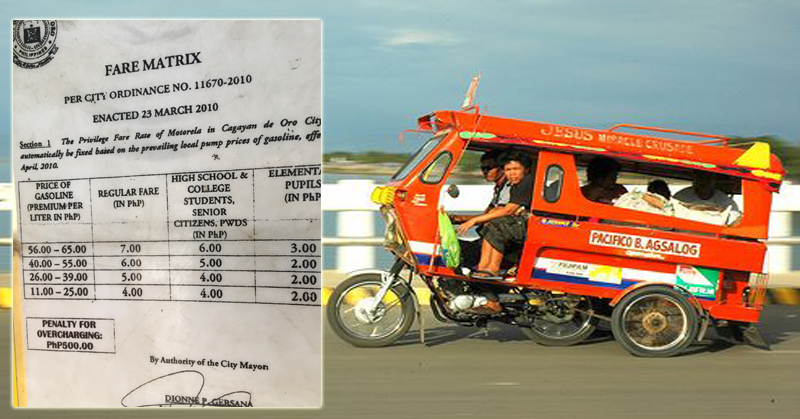 FARE MATRIX
PER CITY ORDINANCE NO. 11670-2010
ENACTED 23 MARCH 2010
Section 1 The Privilege Fare Rate of Motorela in Cagayan de Oro City
automatically be fixed based on the prevailing local pump prices of gasoline, effe
April, 2010.
PRICE OF GASOLINE (PREMIUM-PER LITER IN PhP) REGULAR FARE (IN PhP) HIGH SCHOOL & COLLEGE STUDENTS, SENIOR CITIZENS, PWDS (IN PhP) ELEMENTA PUPILS (IN PhP
56.00 - 65.00 7.00 6.00 3.00
40.00 - 55.00 6.00 5.00 2.00
26.00 - 39.00 5.00 4.00 2.00
11.00 - 25.00 4.00 4.00 2.00
PENALTY FOR
OVERCHARGING:
PhP500.00
By Authority of the City Mayor:
DIONNE P. GERSANA
JESUS MIRACLE CRUSADE
PACIFICO B. AGSALOG
FUJIFILM